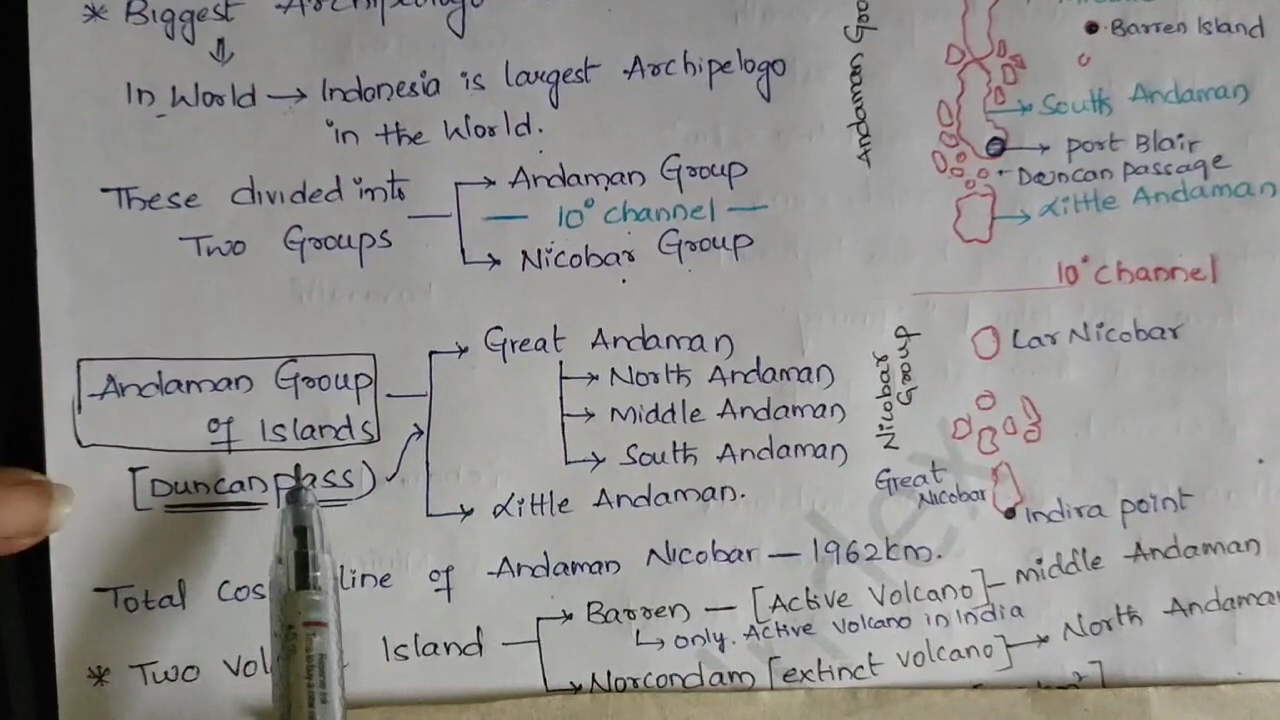 * Biggest Archipelago
In World → Indonesia is largest Archipelogo
in the World.
These divided into
Two Groups
Andaman Group
— 10° channel —
Nicobar Group
Andaman Group
of Islands
[Duncan pass)
Great Andaman
North Andaman
Middle Andaman
South Andaman
Little Andaman.
Total line of Andaman Nicobar — 1962km.
* Two Island
Barren — [Active Volcano] — middle Andaman
only. Active volcano in India
Norcondam [extinct volcano] → North Andaman
Andaman
Barren Island
South Andaman
Port Blair
Duncan passage
Little Andaman
10° channel
Car Nicobar
Nicobar
Group
Great
Nicobar
Indira point